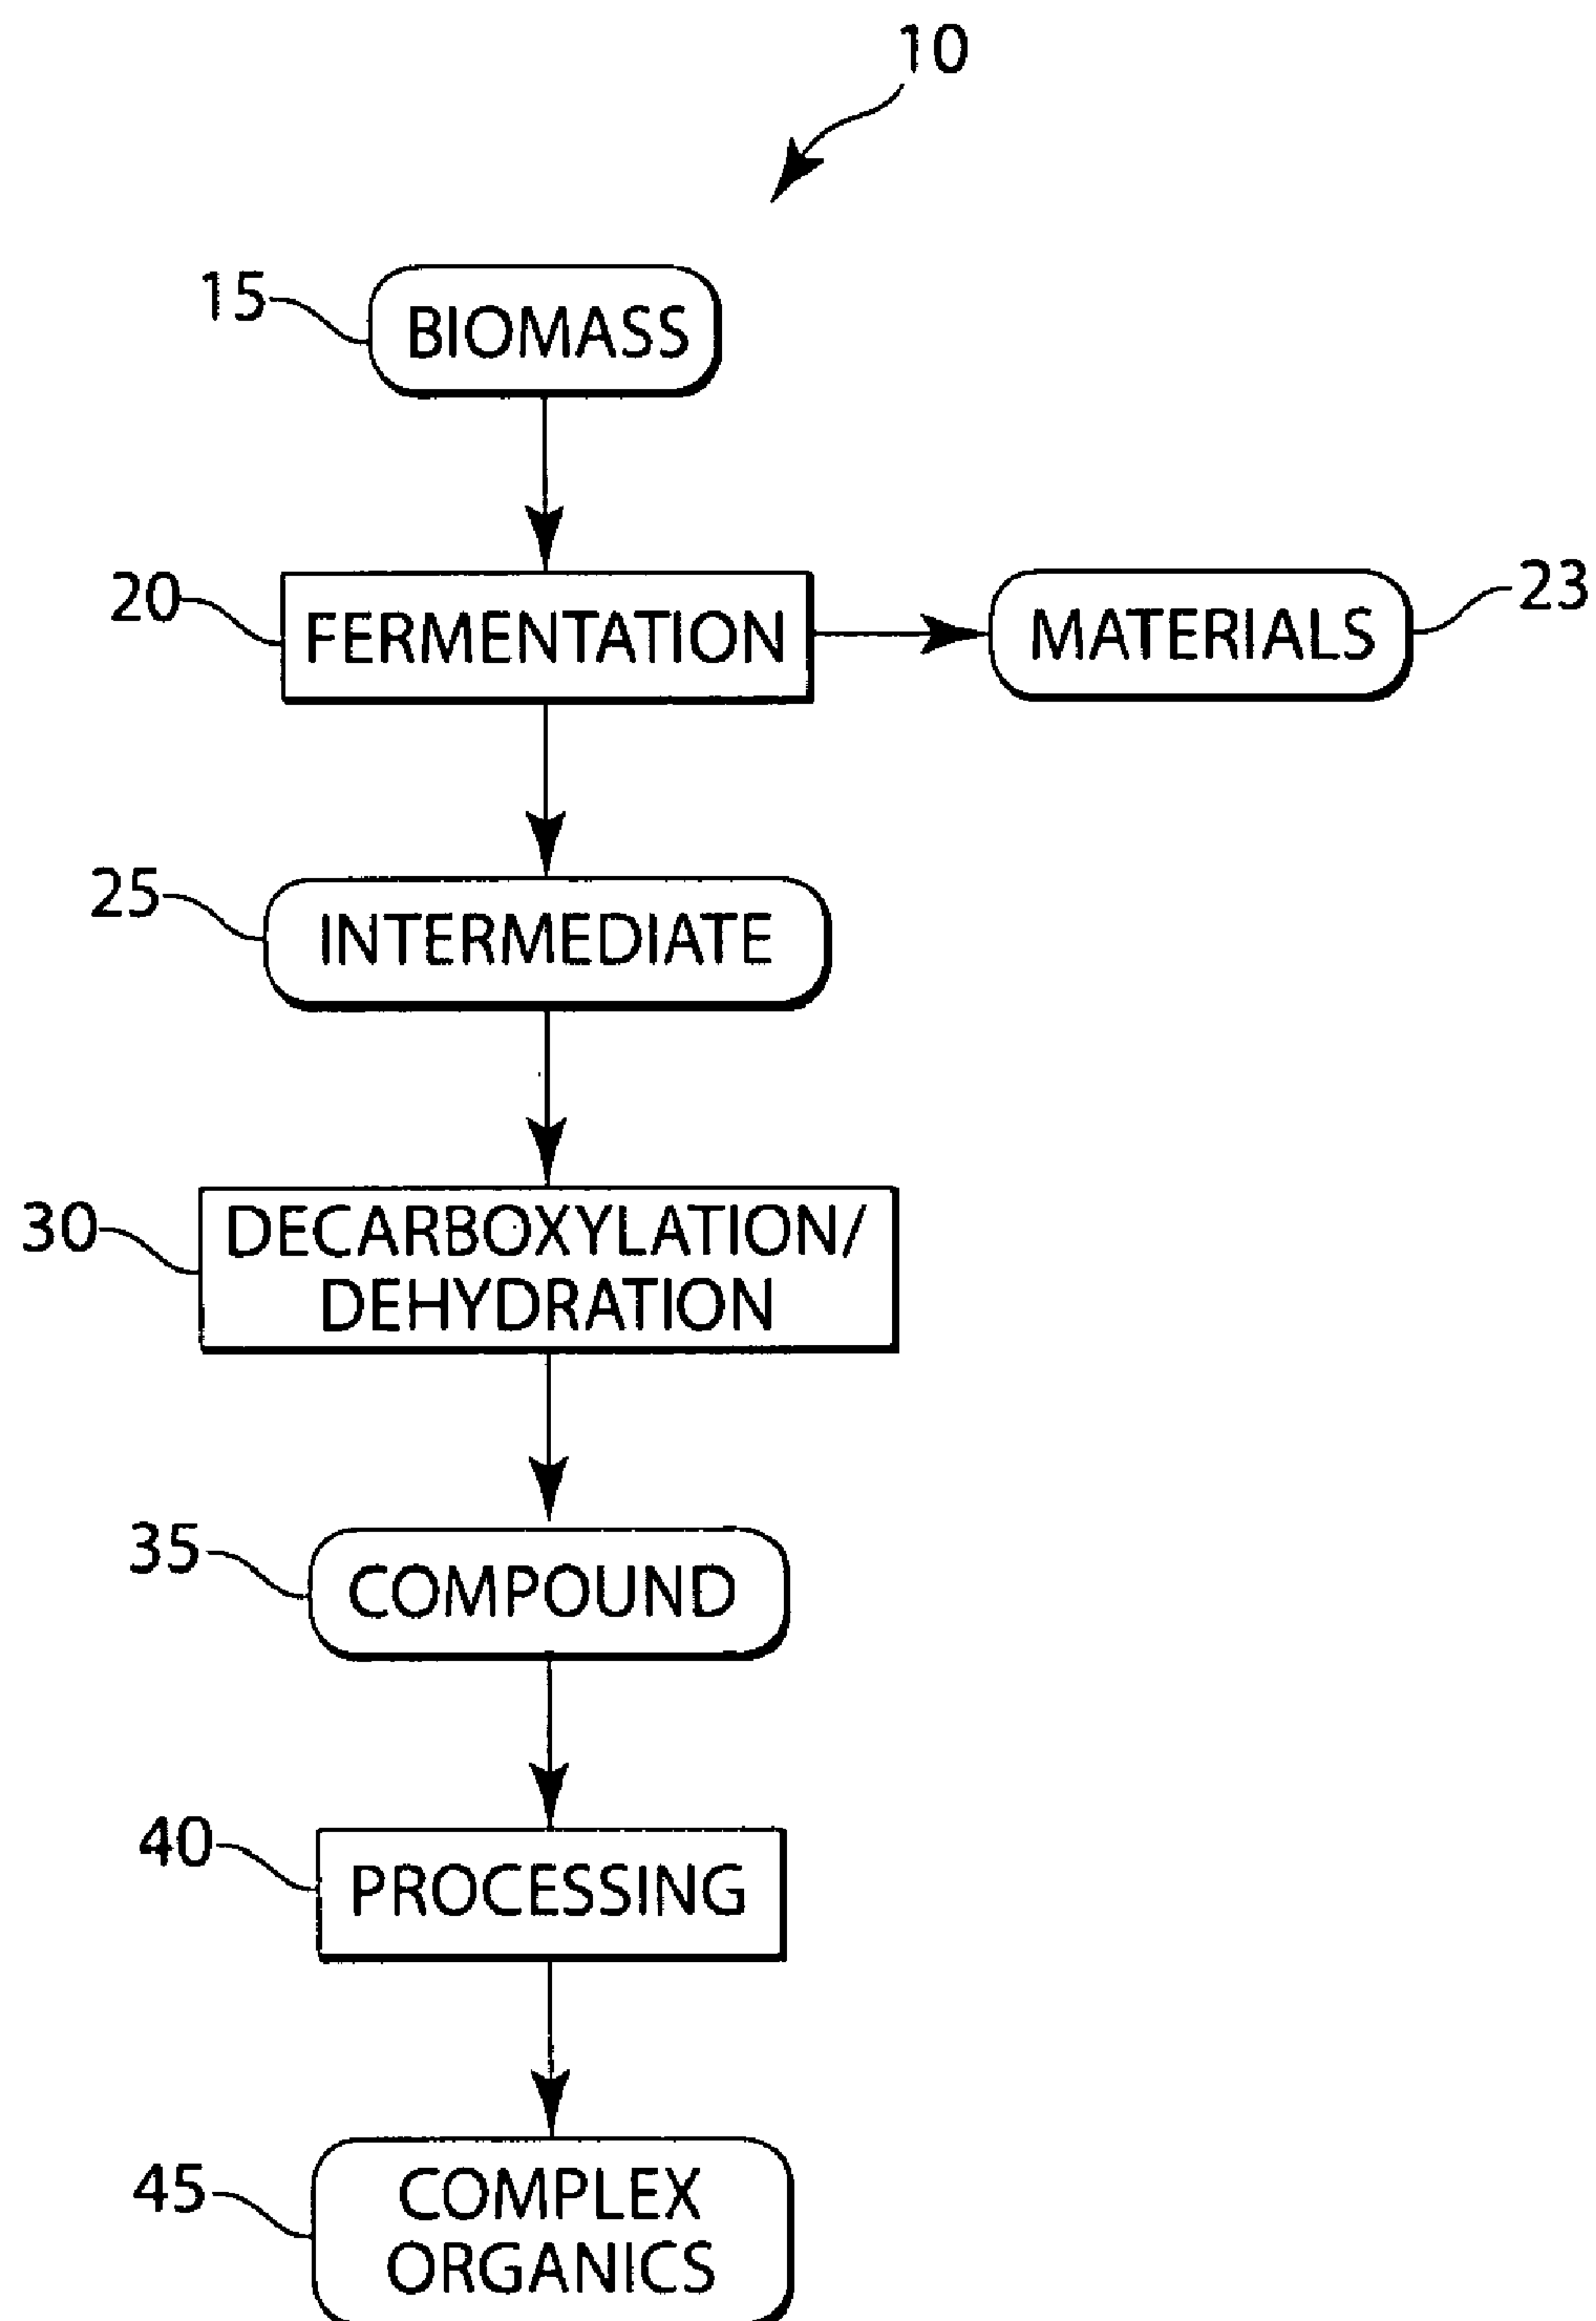 10
15
BIOMASS
20
FERMENTATION
MATERIALS
23
25
INTERMEDIATE
30
DECARBOXYLATION/
DEHYDRATION
35
COMPOUND
40
PROCESSING
45
COMPLEX
ORGANICS